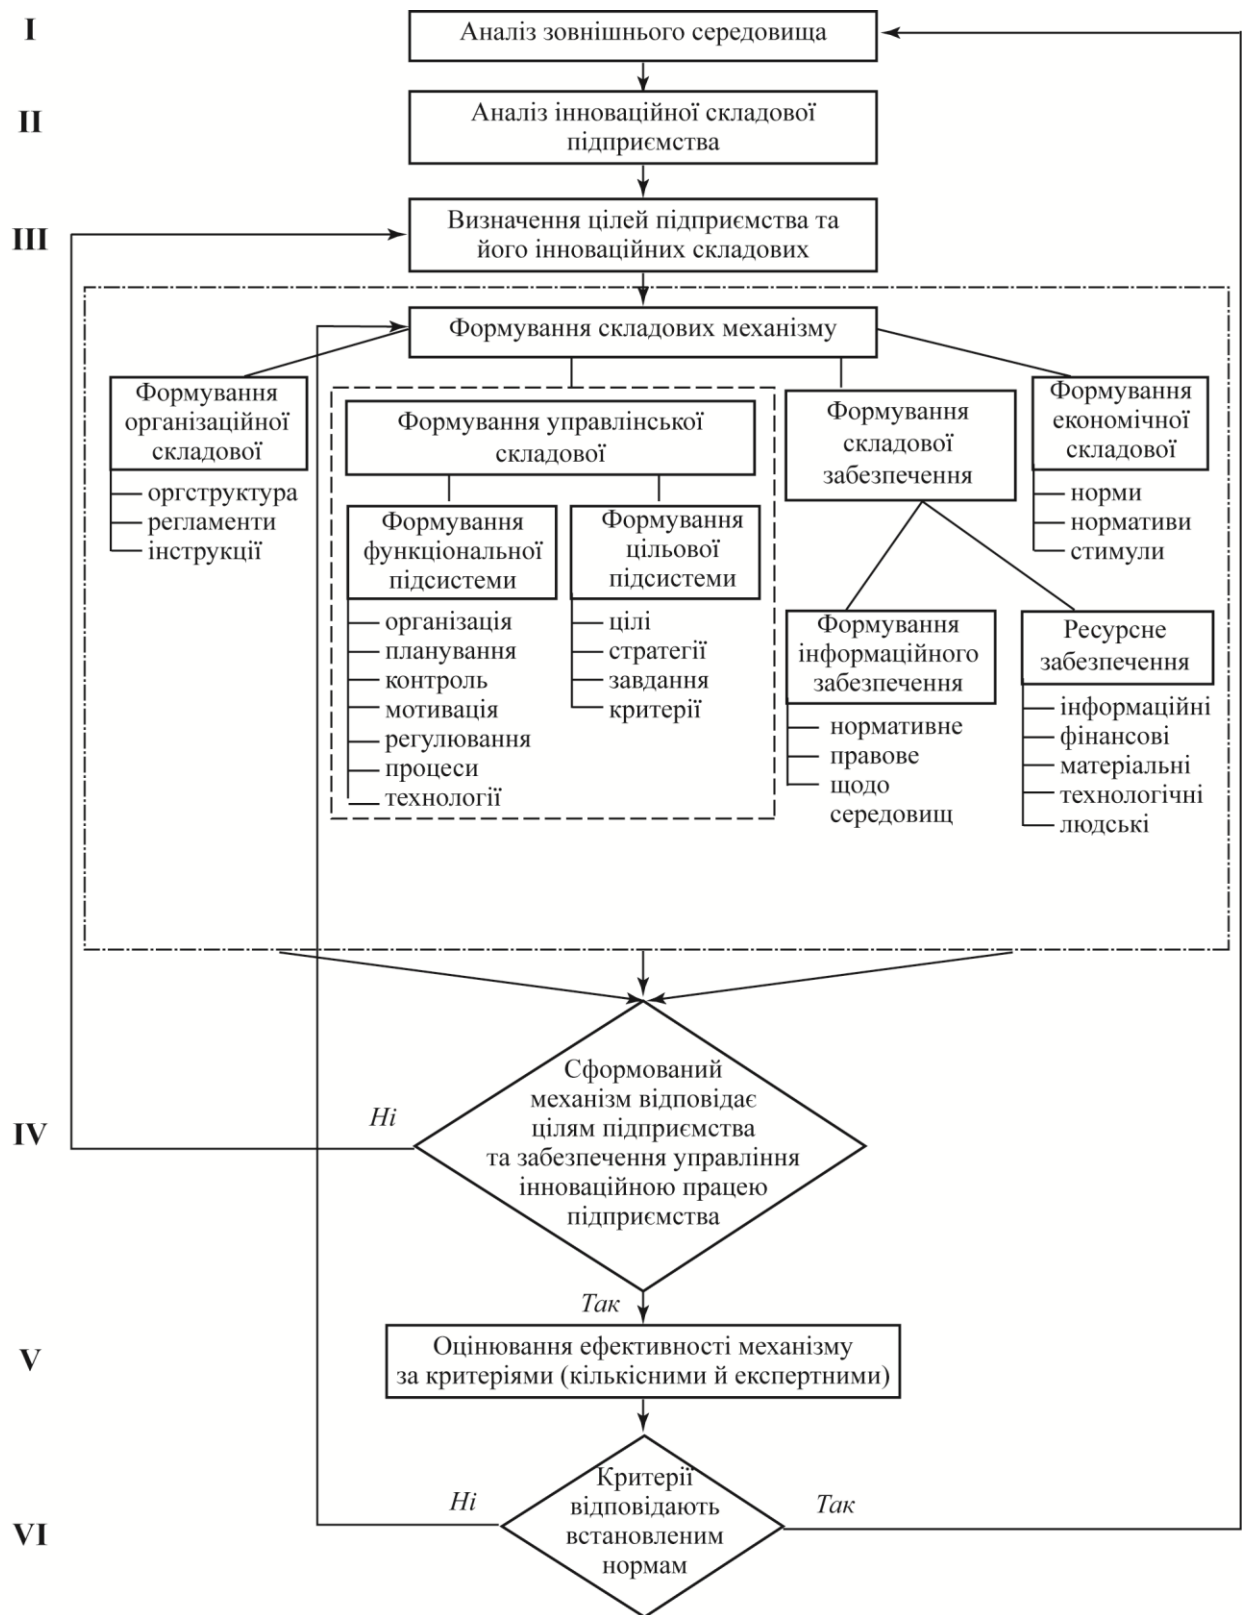 I
Аналіз зовнішнього середовища
II
Аналіз інноваційної складової
підприємства
III
Визначення цілей підприємства та
його інноваційних складових
Формування складових механізму
Формування
організаційної
складової
оргструктура
регламенти
інструкції
Формування управлінської
складової
Формування
функціональної
підсистеми
організація
планування
контроль
мотивація
регулювання
процеси
технології
Формування
цільової
підсистеми
цілі
стратегії
завдання
критерії
Формування
складової
забезпечення
Формування
інформаційного
забезпечення
нормативне
правове
щодо
середовищ
Ресурсне
забезпечення
інформаційні
фінансові
матеріальні
технологічні
людські
Формування
економічної
складової
норми
нормативи
стимули
IV
Ні
Сформований
механізм відповідає
цілям підприємства
та забезпечення управління
інноваційною працею
підприємства
Так
V
Оцінювання ефективності механізму
за критеріями (кількісними й експертними)
VI
Ні
Критерії
відповідають
встановленим
нормам
Так